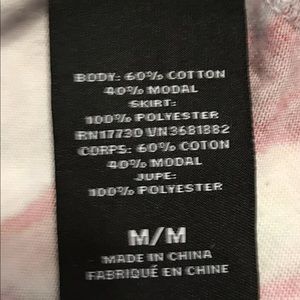 BODY: 60% COTTON
40% MODAL
SKIRT:
100% POLYESTER
RN17730 VN3681882
CORPS: 60% COTON
40% MODAL
JUPE:
100% POLYESTER
M/M
MADE IN CHINA
FABRIQUÉ EN CHINE